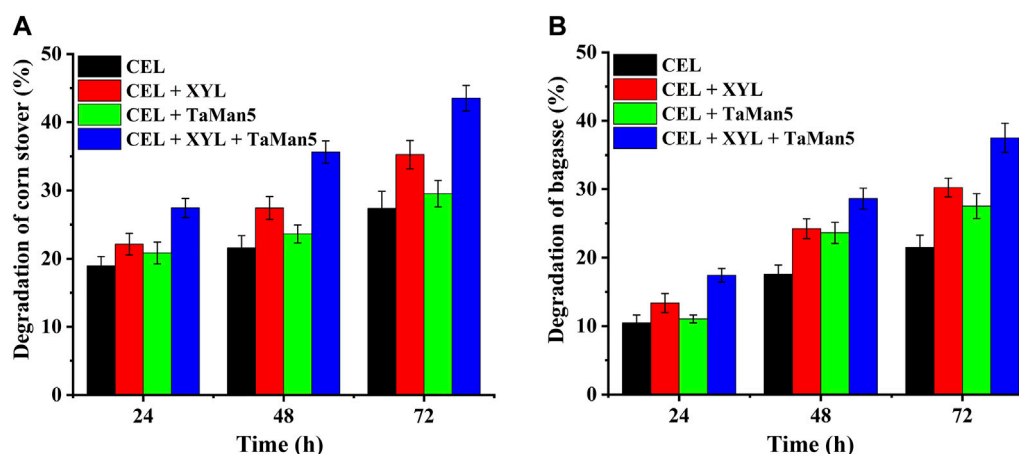 A
Degradation of corn stover (%)
50
40
30
20
10
0
CEL
CEL + XYL
CEL + TaMan5
CEL + XYL + TaMan5
24
48
72
Time (h)
B
Degradation of bagasse (%)
50
40
30
20
10
0
CEL
CEL + XYL
CEL + TaMan5
CEL + XYL + TaMan5
24
48
72
Time (h)